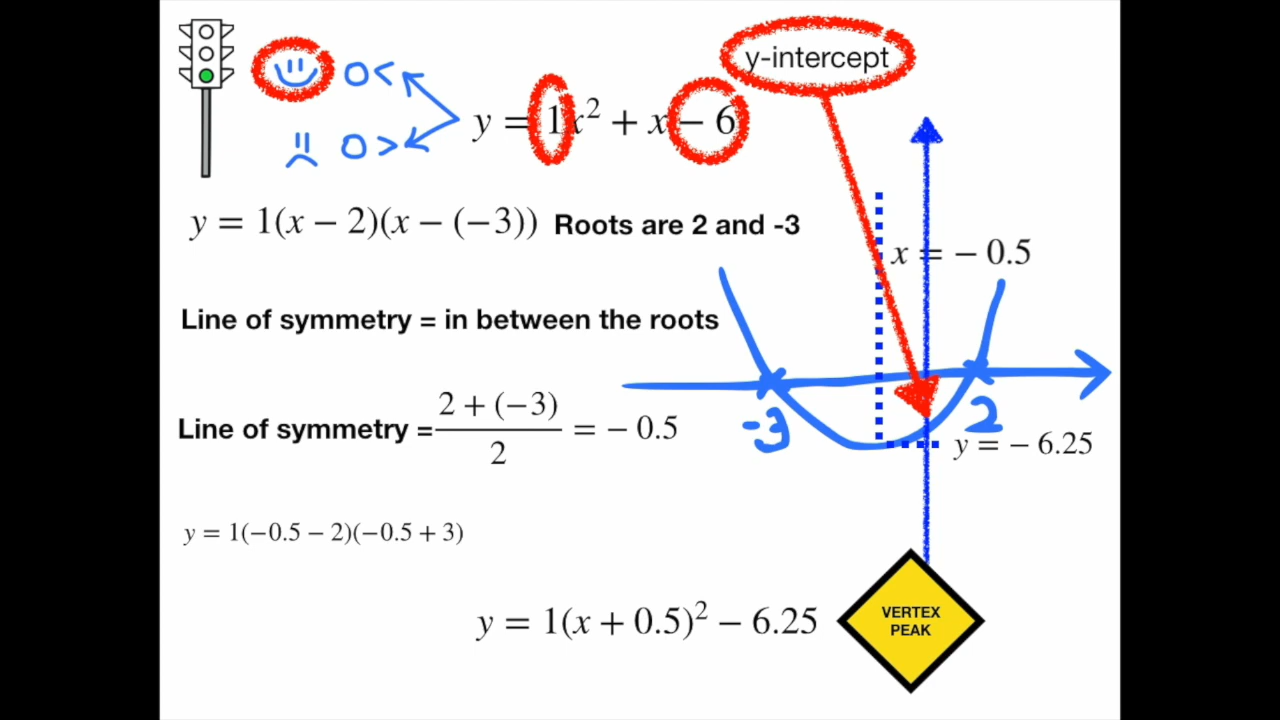 y-intercept
0 <
y = 1x² + x − 6
0 >
y = 1(x − 2)(x − (−3)) Roots are 2 and -3
x = − 0.5
Line of symmetry = in between the roots
Line of symmetry = \frac{2 + (−3)}{2} = − 0.5
-3
2
y = − 6.25
y = 1(−0.5 − 2)(−0.5 + 3)
y = 1(x + 0.5)² − 6.25
VERTEX
PEAK